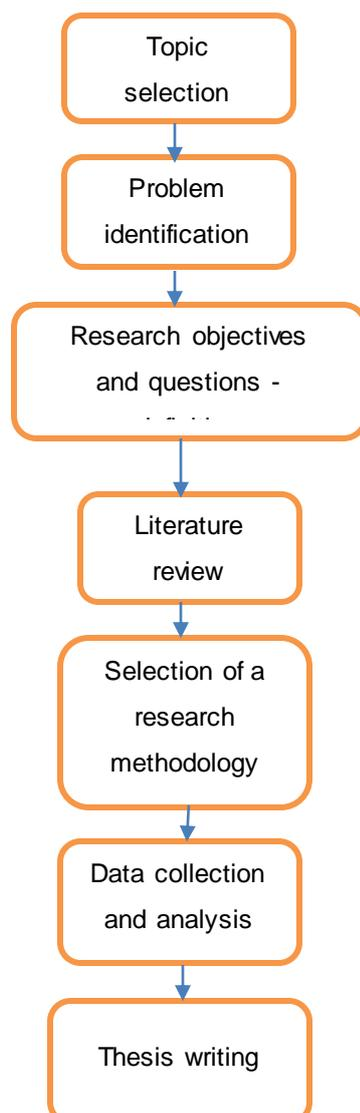 Topic
selection
Problem
identification
Research objectives
and questions -
Literature
review
Selection of a
research
methodology
Data collection
and analysis
Thesis writing